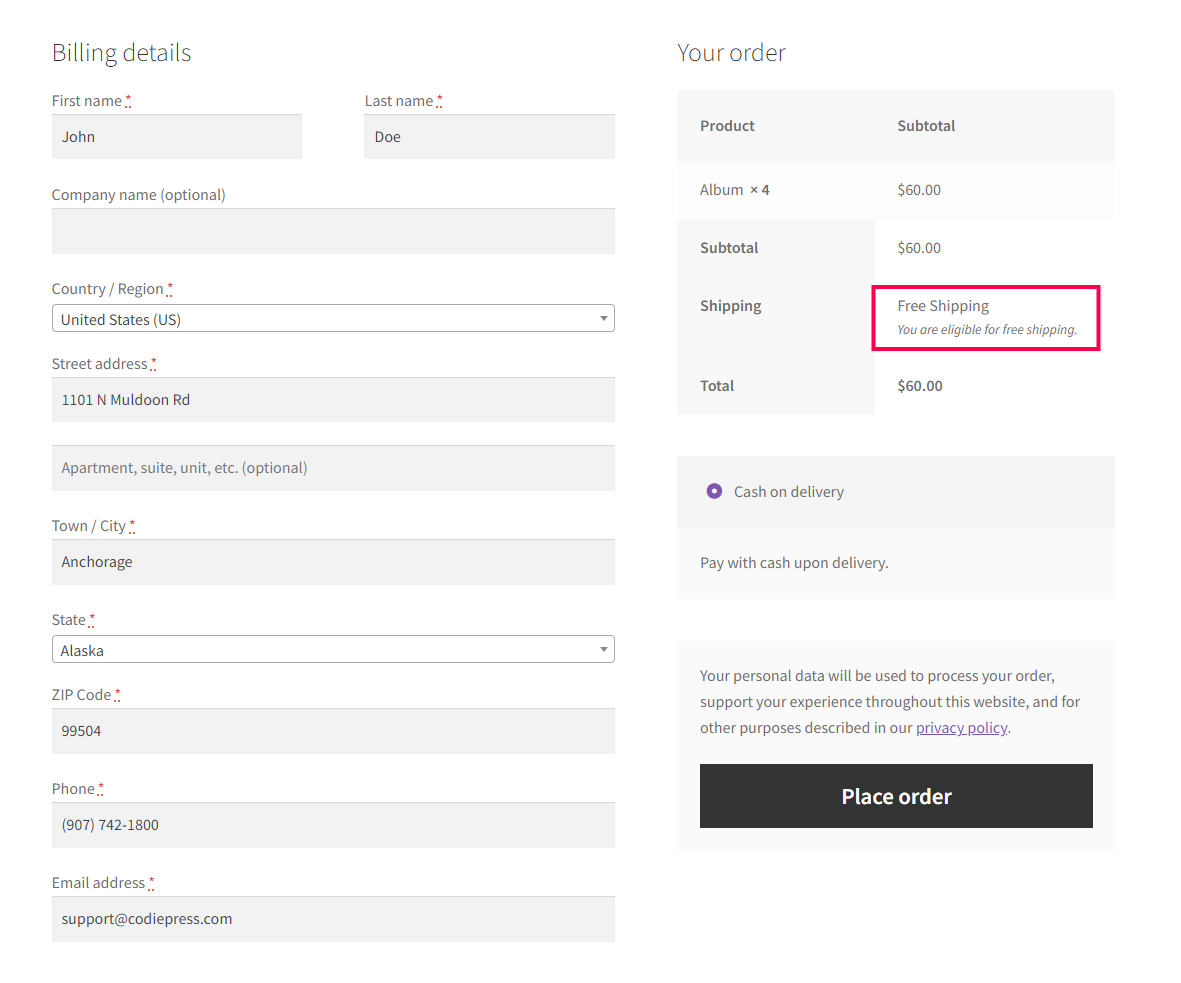 Billing details
First name *
Last name *
John
Doe
Company name (optional)
Country / Region *
United States (US)
Street address *
1101 N Muldoon Rd
Apartment, suite, unit, etc. (optional)
Town / City *
Anchorage
State *
Alaska
ZIP Code *
99504
Phone *
(907) 742-1800
Email address *
support@codiepress.com
Your order
Product Subtotal
Album × 4 $60.00
Subtotal $60.00
Shipping Free Shipping
You are eligible for free shipping.
Total $60.00
Cash on delivery
Pay with cash upon delivery.
Your personal data will be used to process your order,
support your experience throughout this website, and for
other purposes described in our privacy policy.
Place order